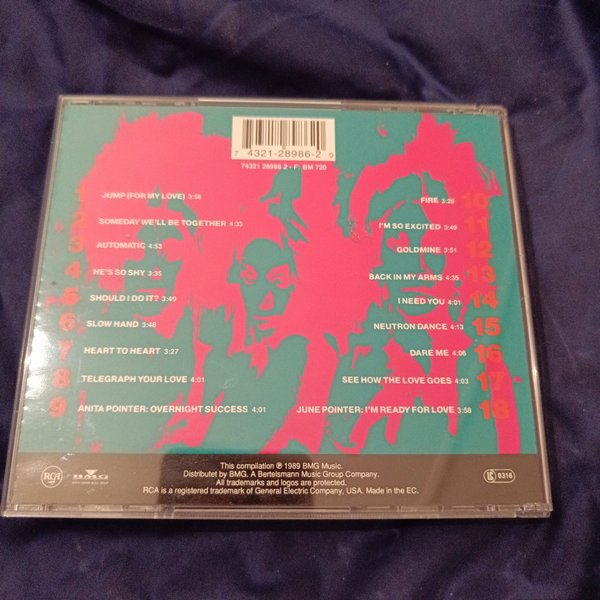 7 4321-28986-2 0
74321 28986 2 • F: BM 720
1 JUMP (FOR MY LOVE) 3:58
2 SOMEDAY WE'LL BE TOGETHER 4:33
3 AUTOMATIC 4:53
4 HE'S SO SHY 3:35
5 SHOULD I DO IT? 3:49
6 SLOW HAND 3:48
7 HEART TO HEART 3:27
8 TELEGRAPH YOUR LOVE 4:01
9 ANITA POINTER: OVERNIGHT SUCCESS 4:01
FIRE 3:26 10
I'M SO EXCITED 3:49 11
GOLDMINE 3:51 12
BACK IN MY ARMS 4:35 13
I NEED YOU 4:01 14
NEUTRON DANCE 4:13 15
DARE ME 4:06 16
SEE HOW THE LOVE GOES 4:03 17
JUNE POINTER: I'M READY FOR LOVE 3:58 18
RCA
BMG
This compilation ℗ 1989 BMG Music.
Distributet by BMG. A Bertelsmann Music Group Company.
All trademarks and logos are protected.
RCA is a registered trademark of General Electric Company, USA. Made in the EC.
LC 0316